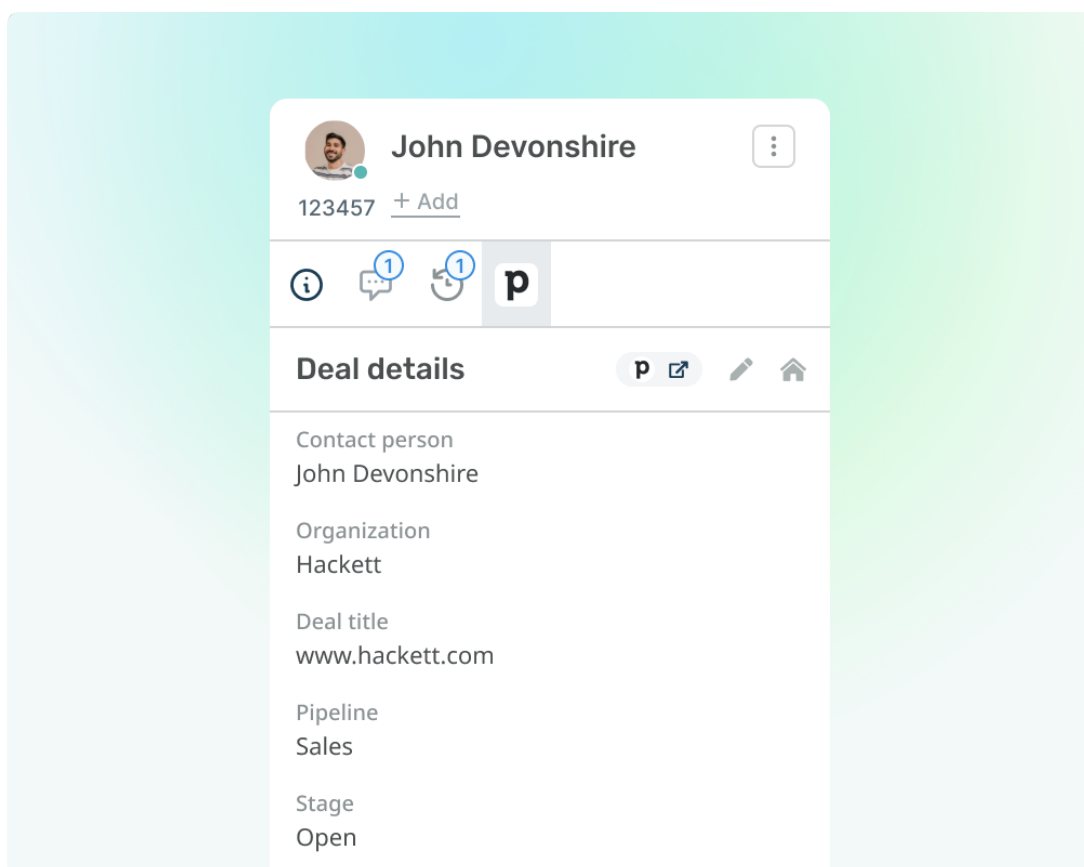 John Devonshire
123457 + Add
1 1 p
Deal details p
Contact person
John Devonshire
Organization
Hackett
Deal title
www.hackett.com
Pipeline
Sales
Stage
Open